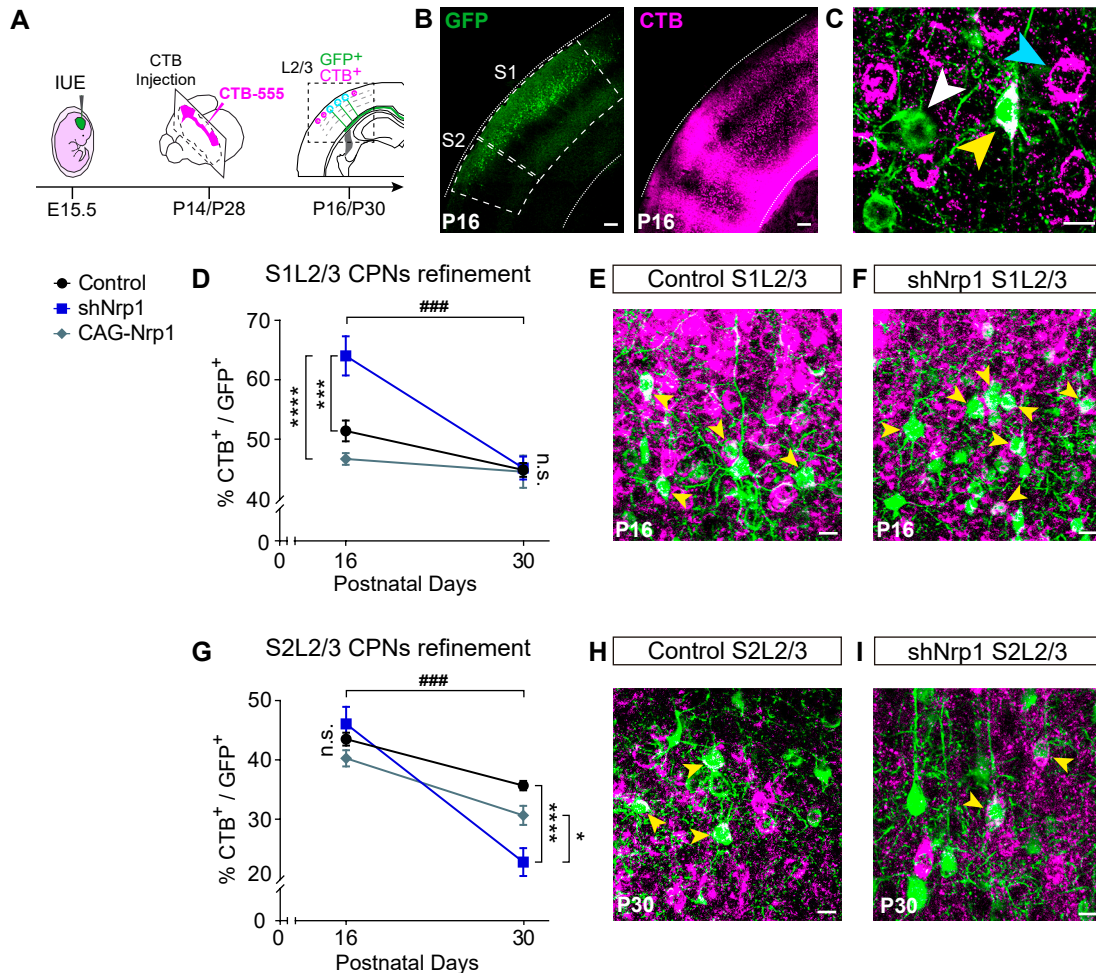 A
IUE
CTB
Injection
CTB-555
L2/3
GFP+
CTB+
E15.5
P14/P28
P16/P30
B
GFP
S1
S2
P16
CTB
P16
C
Control
shNrp1
CAG-Nrp1
D
S1L2/3 CPNs refinement
###
% CTB+ / GFP+
70
60
50
40
0
****
***
n.s.
0
16
30
Postnatal Days
E
Control S1L2/3
P16
F
shNrp1 S1L2/3
P16
G
S2L2/3 CPNs refinement
###
% CTB+ / GFP+
50
40
30
20
0
n.s.
****
*
0
16
30
Postnatal Days
H
Control S2L2/3
P30
I
shNrp1 S2L2/3
P30